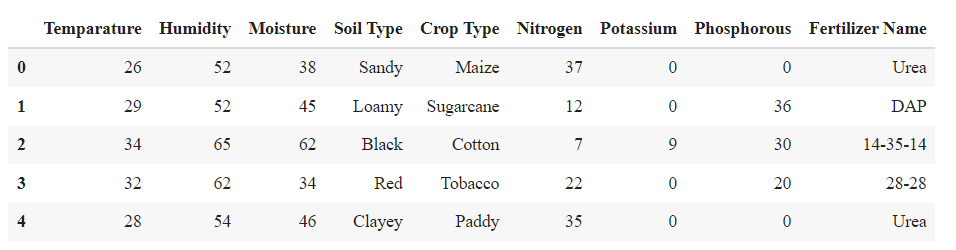 Temparature Humidity Moisture Soil Type Crop Type Nitrogen Potassium Phosphorous Fertilizer Name
0 26 52 38 Sandy Maize 37 0 0 Urea
1 29 52 45 Loamy Sugarcane 12 0 36 DAP
2 34 65 62 Black Cotton 7 9 30 14-35-14
3 32 62 34 Red Tobacco 22 0 20 28-28
4 28 54 46 Clayey Paddy 35 0 0 Urea